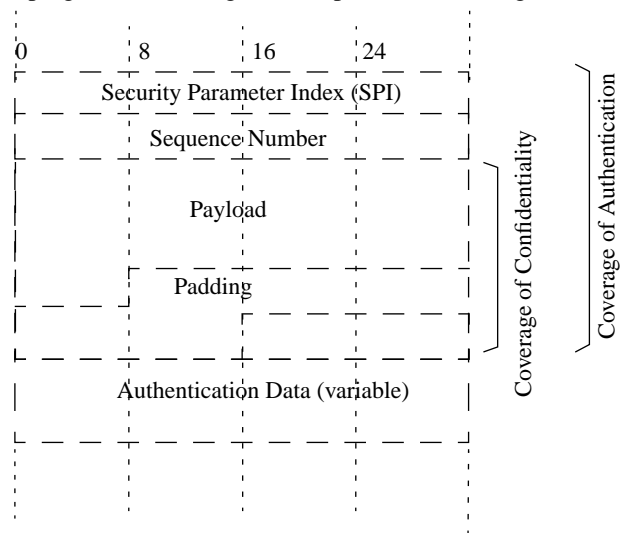 0 8 16 24
Security Parameter Index (SPI)
Sequence Number
Payload
Padding
Authentication Data (variable)
Coverage of Confidentiality
Coverage of Authentication